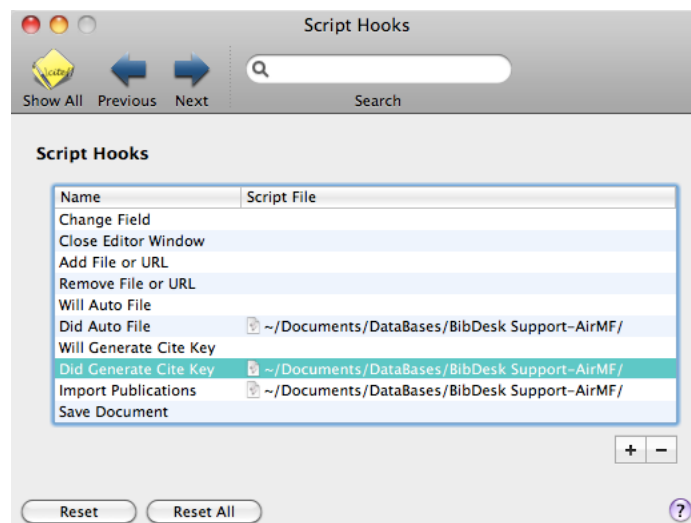 Script Hooks
\cite{}
Show All Previous Next Search
Script Hooks
Name Script File
Change Field
Close Editor Window
Add File or URL
Remove File or URL
Will Auto File
Did Auto File ~/Documents/DataBases/BibDesk Support-AirMF/
Will Generate Cite Key
Did Generate Cite Key ~/Documents/DataBases/BibDesk Support-AirMF/
Import Publications ~/Documents/DataBases/BibDesk Support-AirMF/
Save Document
+ −
Reset Reset All ?